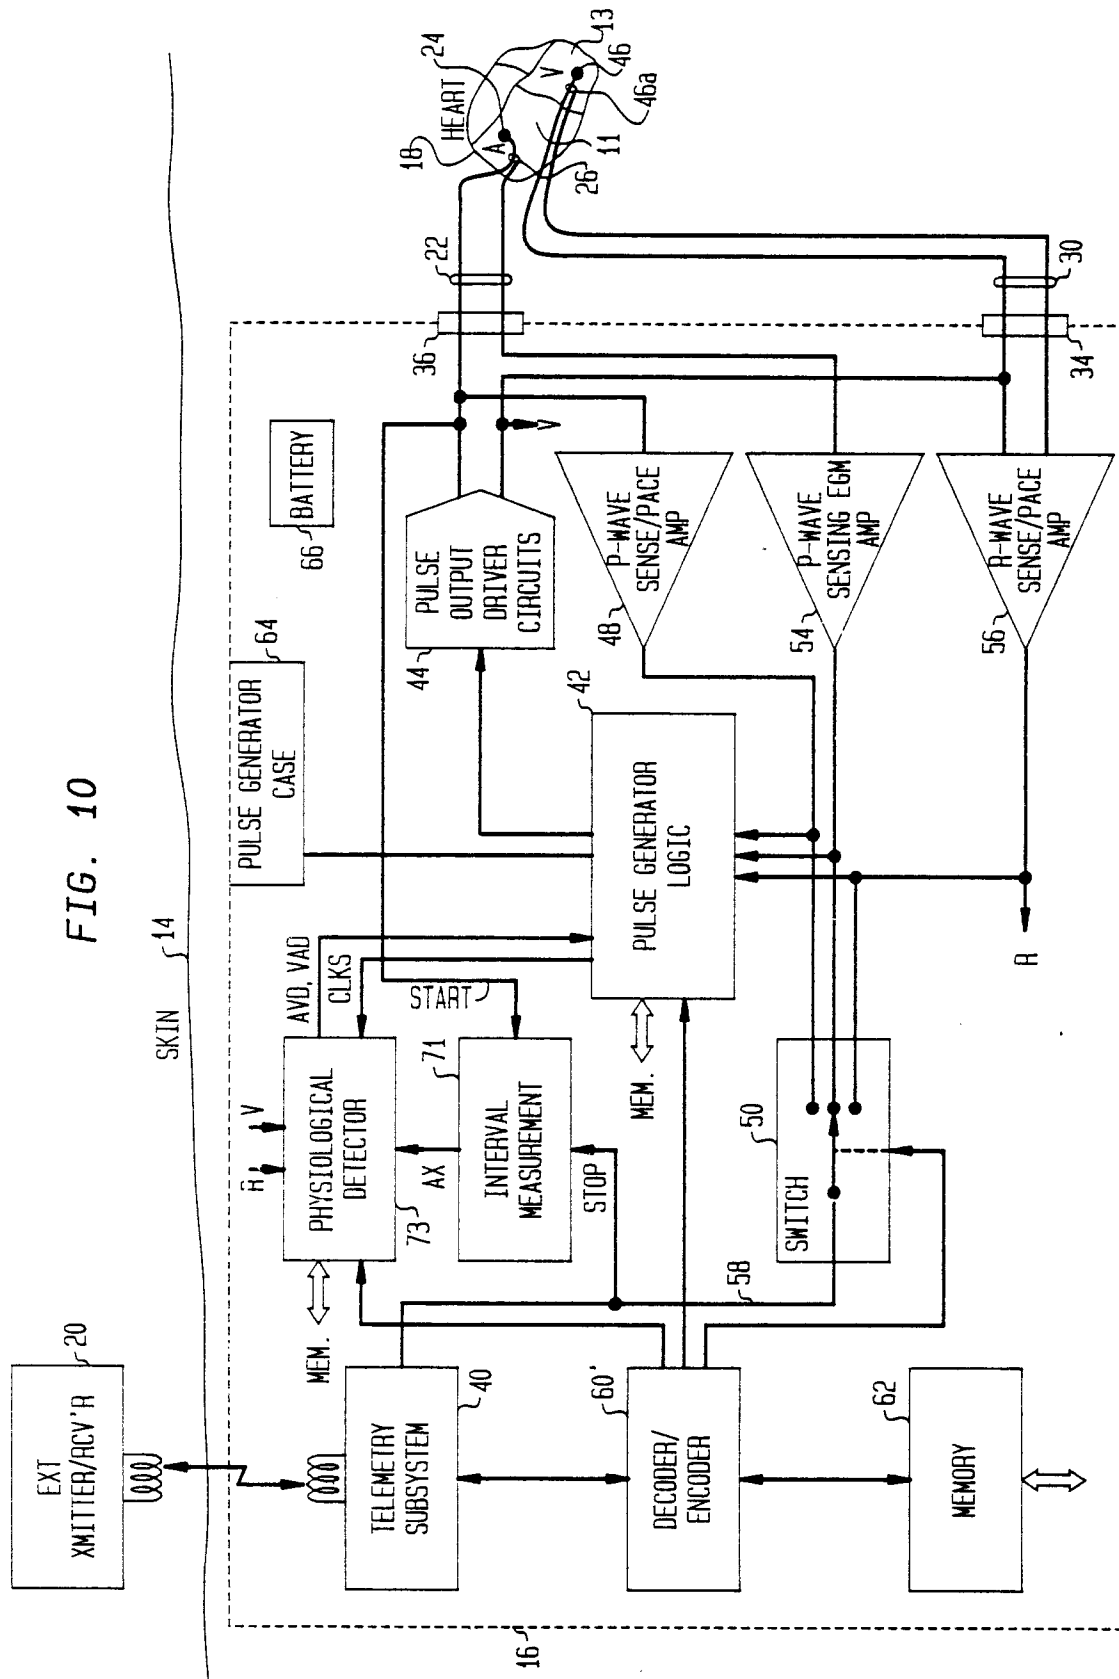 FIG. 10
EXT
XMITTER/RCV'R
20
SKIN
14
16
TELEMETRY
SUBSYSTEM
40
MEM.
PHYSIOLOGICAL
DETECTOR
73
R
V
AVD, VAD
CLKS
START
PULSE GENERATOR
CASE
64
BATTERY
66
AX
INTERVAL
MEASUREMENT
71
STOP
PULSE
OUTPUT
DRIVER
CIRCUITS
44
V
36
22
HEART
18
24
A
V
13
46
46a
11
26
DECODER/
ENCODER
60'
MEM.
PULSE GENERATOR
LOGIC
42
P-WAVE
SENSE/PACE
AMP
48
P-WAVE
SENSING EGM
AMP
54
R-WAVE
SENSE/PACE
AMP
56
34
30
58
SWITCH
50
R
MEMORY
62